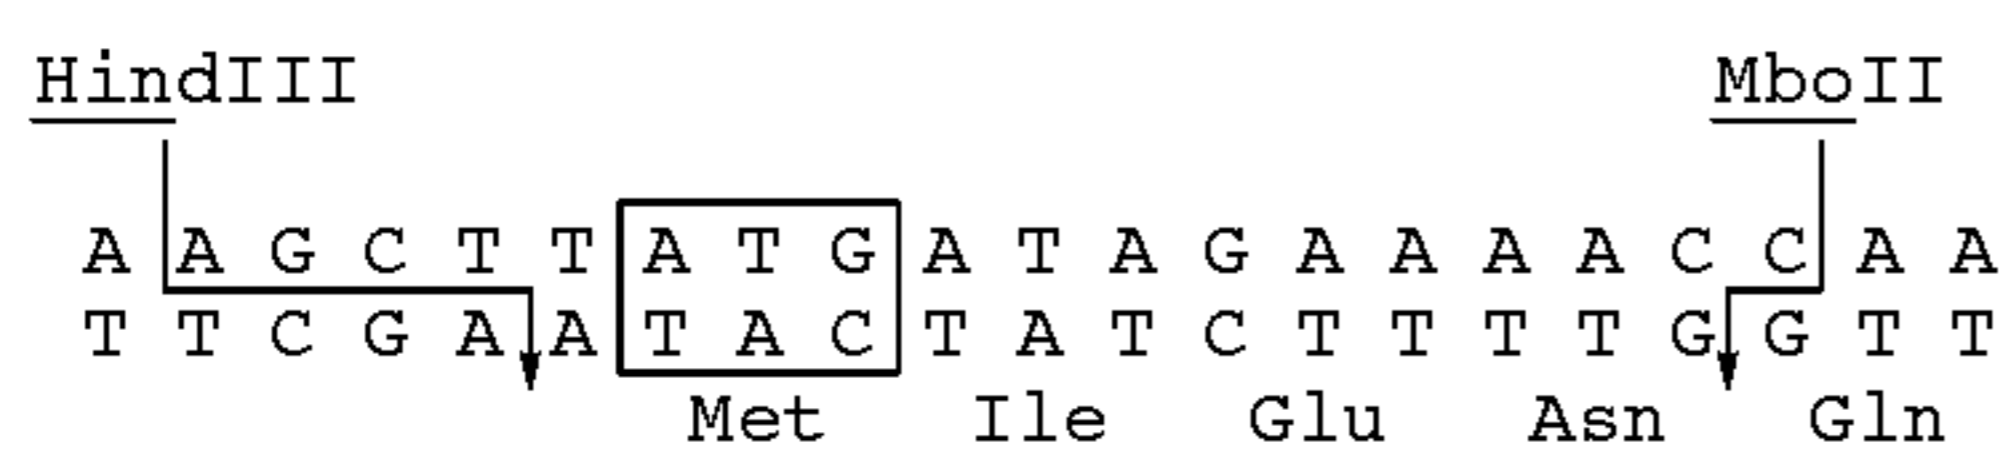 HindIII MboII
A A G C T T A T G A T A G A A A A C C A A
T T C G A A T A C T A T C T T T T G G T T
Met Ile Glu Asn Gln